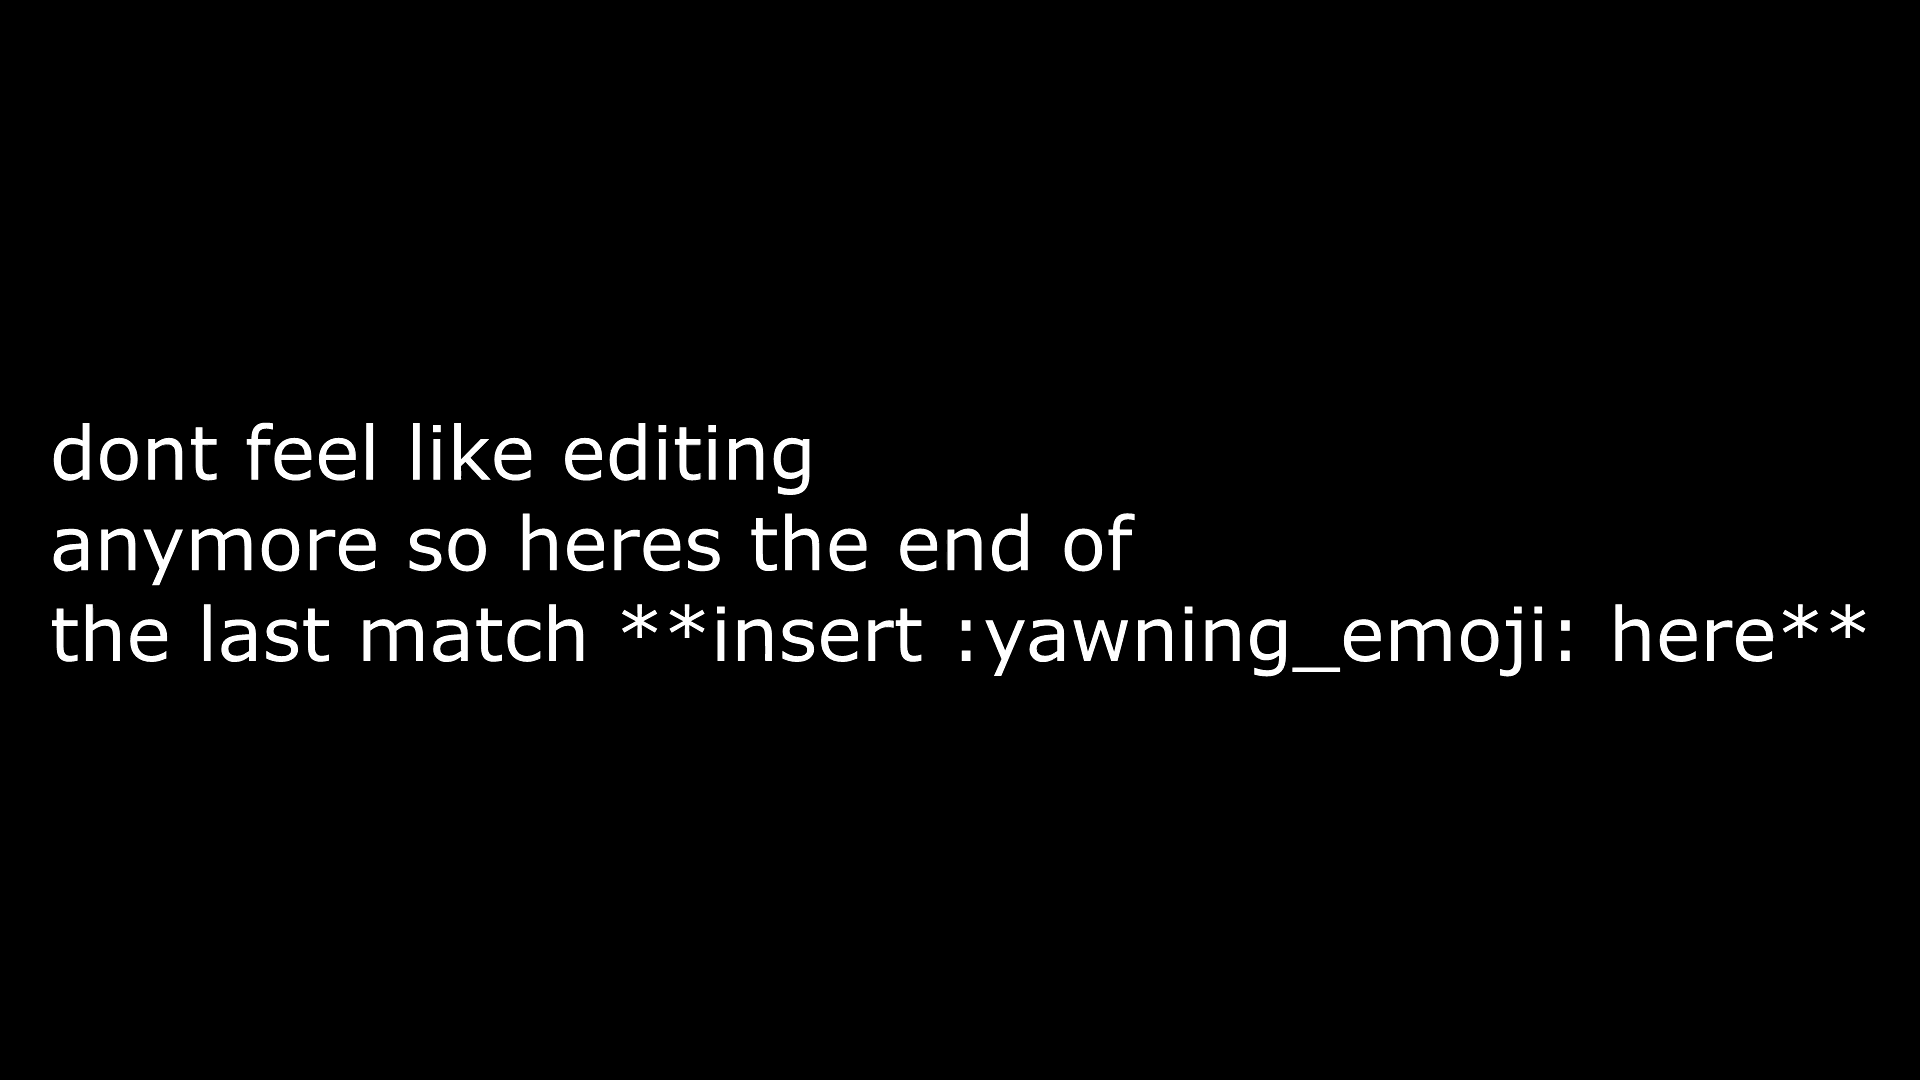 dont feel like editing
anymore so heres the end of
the last match **insert :yawning_emoji: here**